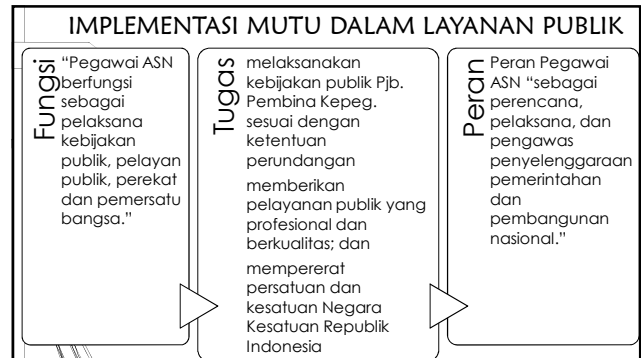 IMPLEMENTASI MUTU DALAM LAYANAN PUBLIK
Fungsi
“Pegawai ASN
berfungsi
sebagai
pelaksana
kebijakan
publik, pelayan
publik, perekat
dan pemersatu
bangsa.”
Tugas
melaksanakan
kebijakan publik Pjb.
Pembina Kepeg.
sesuai dengan
ketentuan
perundangan
memberikan
pelayanan publik yang
profesional dan
berkualitas; dan
mempererat
persatuan dan
kesatuan Negara
Kesatuan Republik
Indonesia
Peran
Peran Pegawai
ASN “sebagai
perencana,
pelaksana, dan
pengawas
penyelenggaraan
pemerintahan
dan
pembangunan
nasional.”